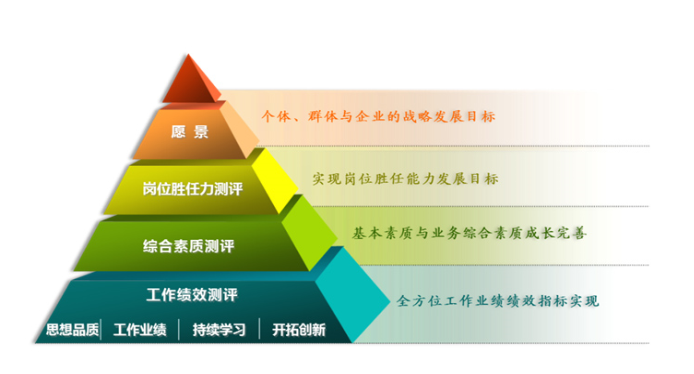 个体、群体与企业的战略发展目标
愿 景
实现岗位胜任能力发展目标
岗位胜任力测评
基本素质与业务综合素质成长完善
综合素质测评
工作绩效测评
全方位工作业绩绩效指标实现
思想品质 工作业绩 持续学习 开拓创新